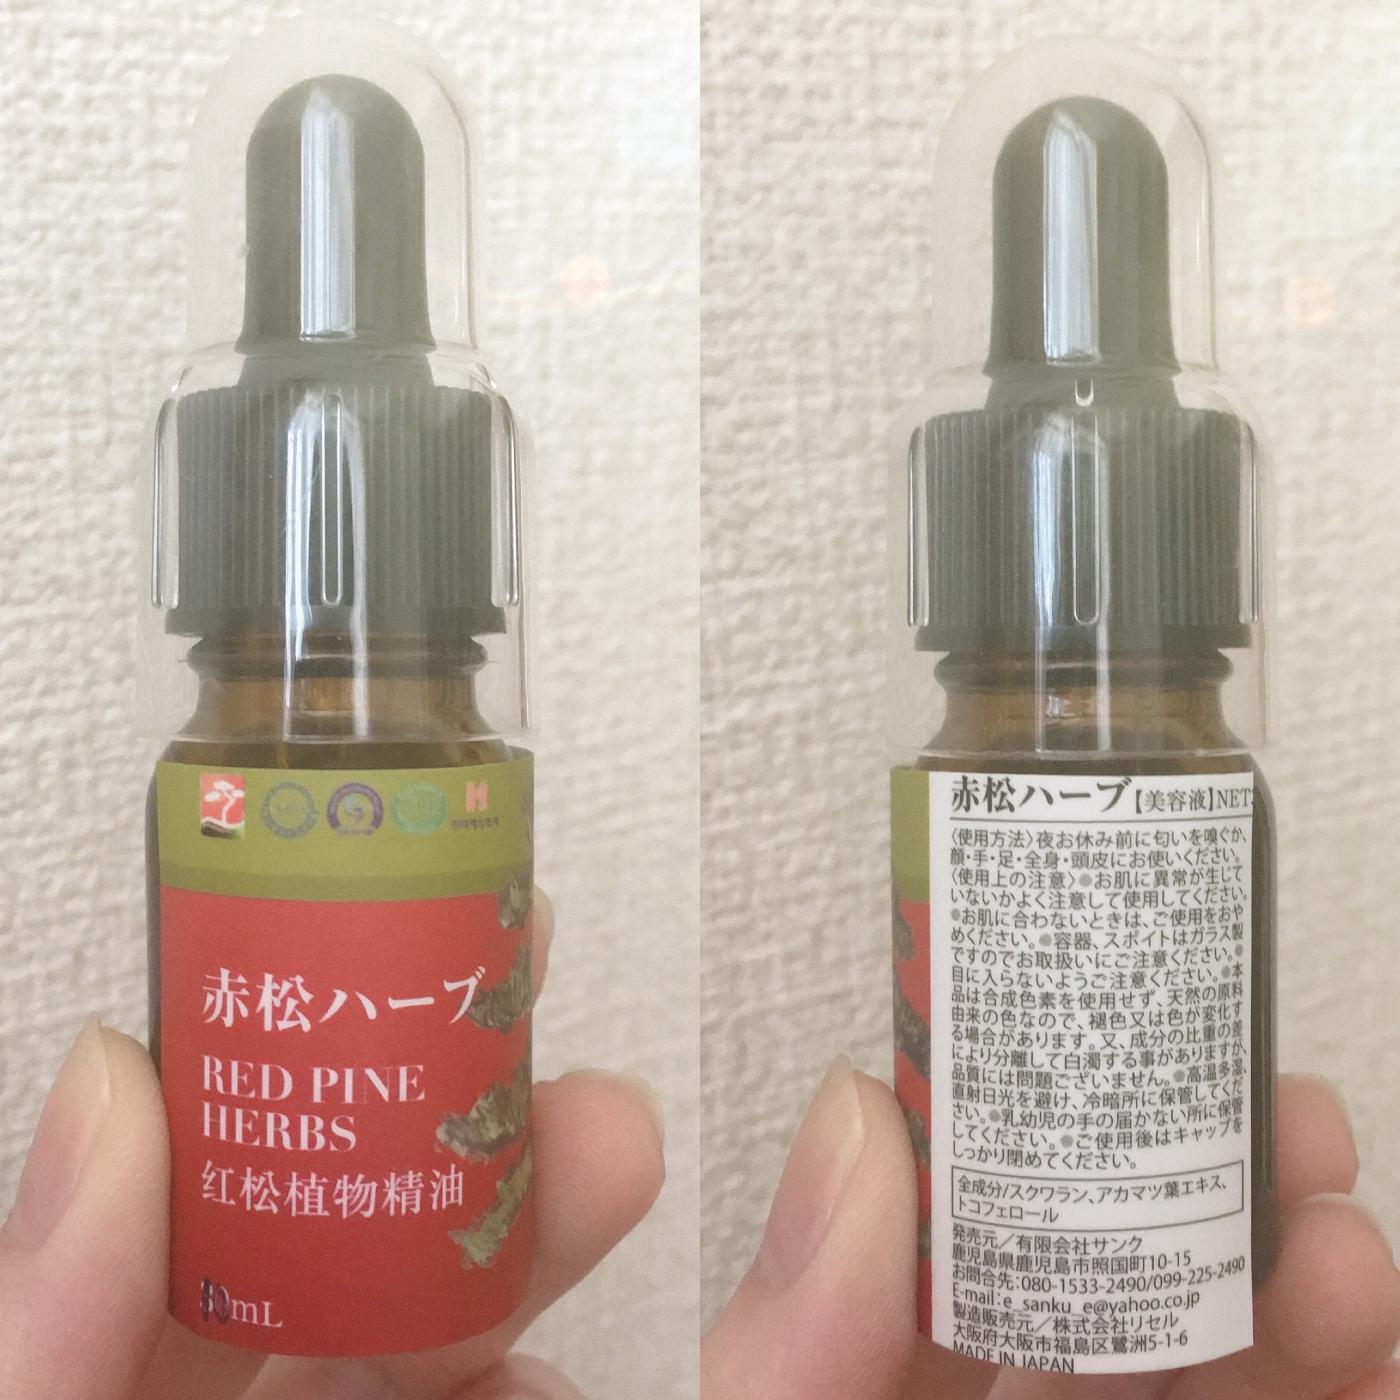 H
赤松ハーブ
RED PINE
HERBS
红松植物精油
mL
赤松ハーブ【美容液】NET
〈使用方法〉夜お休み前に匂いを嗅ぐか、
顔・手・足・全身・頭皮にお使いください。
〈使用上の注意〉●お肌に異常が生じて
いないかよく注意して使用してください。
●お肌に合わないときは、ご使用をおや
めください。●容器、スポイトはガラス製
ですのでお取扱いにご注意ください。●
目に入らないようご注意ください。●本
品は合成色素を使用せず、天然の原料
由来の色なので、褪色又は色が変化す
る場合があります。又、成分の比重の差
により分離して白濁する事がありますが、
品質には問題ございません。●高温多湿、
直射日光を避け、冷暗所に保管してくだ
さい。●乳幼児の手の届かない所に保管
してください。●ご使用後はキャップを
しっかり閉めてください。
全成分/スクワラン、アカマツ葉エキス、
トコフェロール
発売元／有限会社サンク
鹿児島県鹿児島市照国町10-15
お問合先:080-1533-2490/099-225-2490
E-mail:e_sanku_e@yahoo.co.jp
製造販売元／株式会社リセル
大阪府大阪市福島区鷺洲5-1-6
MADE IN JAPAN